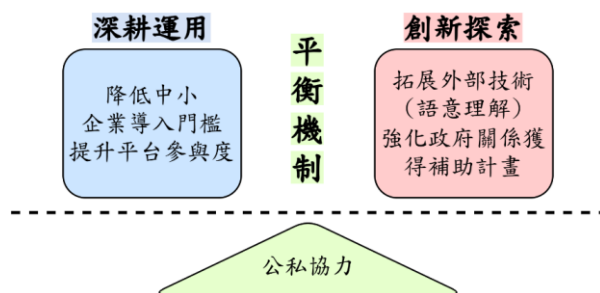 深耕運用
降低中小
企業導入門檻
提升平台參與度
平
衡
機
制
創新探索
拓展外部技術
（語意理解）
強化政府關係獲
得補助計畫
公私協力